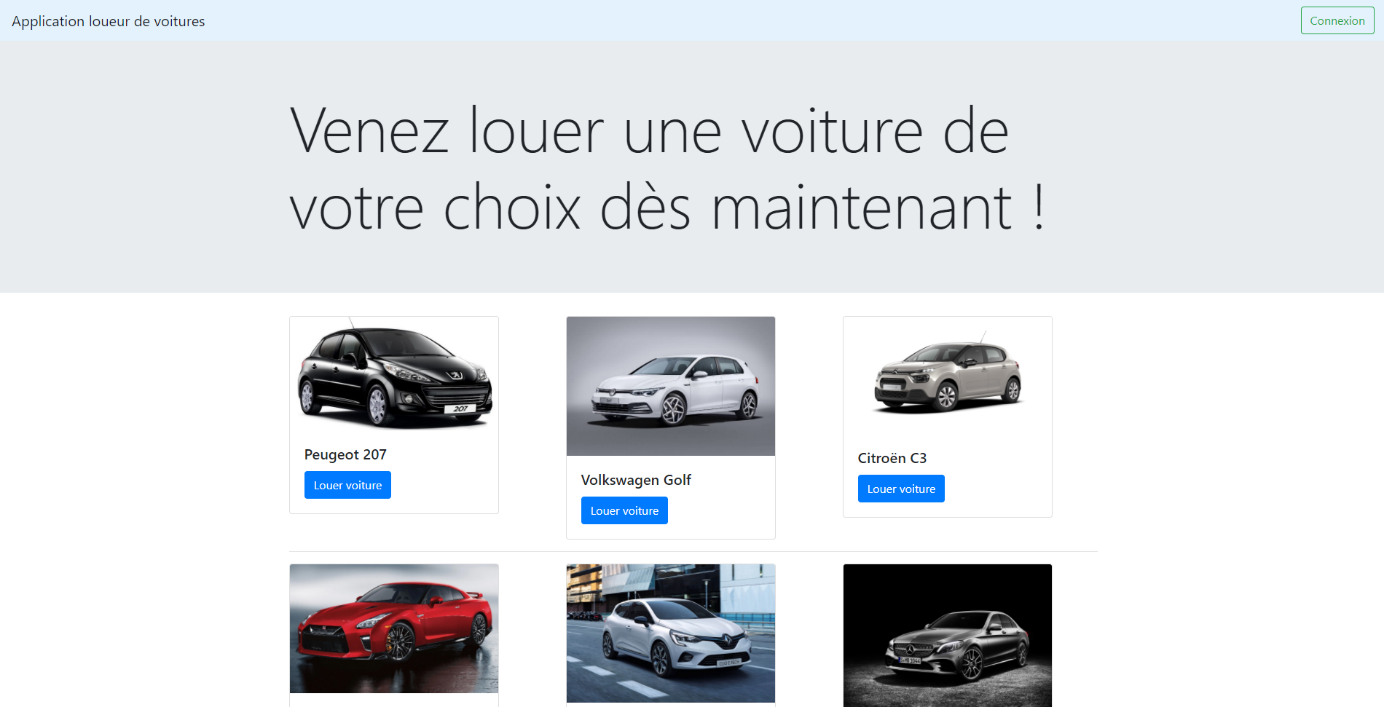 Application loueur de voitures
Connexion
Venez louer une voiture de
votre choix dès maintenant !
207
Peugeot 207
Louer voiture
Volkswagen Golf
Louer voiture
Citroën C3
Louer voiture